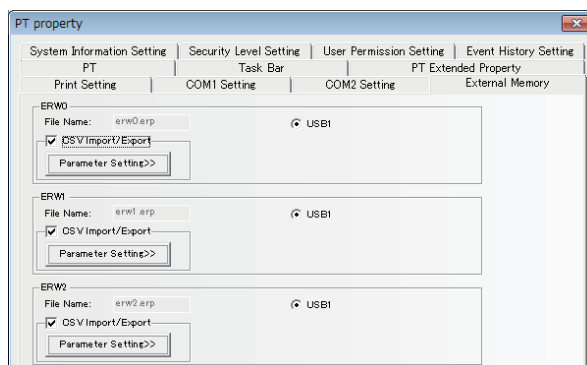 PT property
System Information Setting Security Level Setting User Permission Setting Event History Setting
PT Task Bar PT Extended Property
Print Setting COM1 Setting COM2 Setting External Memory
ERW0
File Name: erw0.erp USB1
CSV Import/Export
Parameter Setting>>
ERW1
File Name: erw1.erp USB1
CSV Import/Export
Parameter Setting>>
ERW2
File Name: erw2.erp USB1
CSV Import/Export
Parameter Setting>>